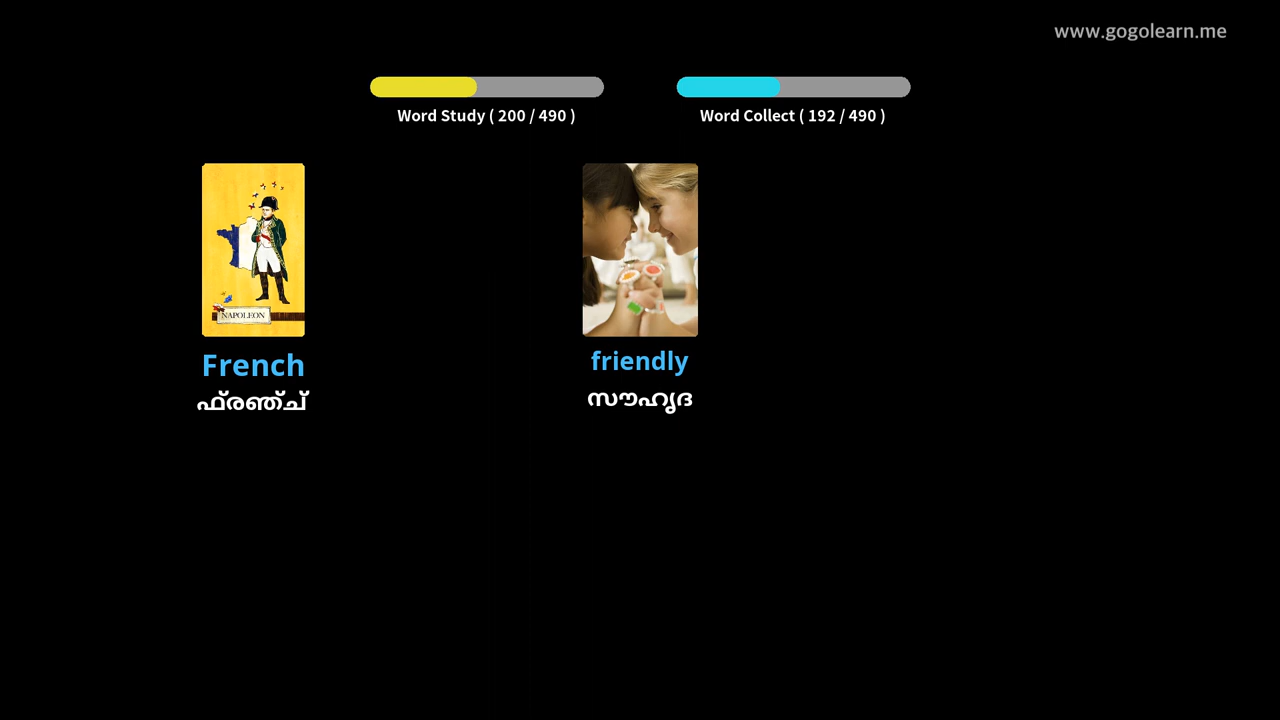 www.gogolearn.me
Word Study ( 200 / 490 )
Word Collect ( 192 / 490 )
NAPOLEON
French
ഫ്രഞ്ച്
friendly
സൗഹൃദ